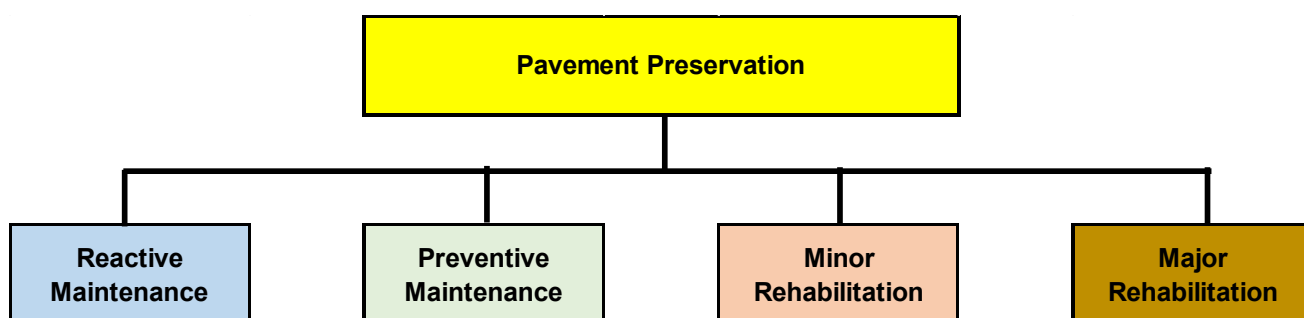 Pavement Preservation
Reactive
Maintenance
Preventive
Maintenance
Minor
Rehabilitation
Major
Rehabilitation